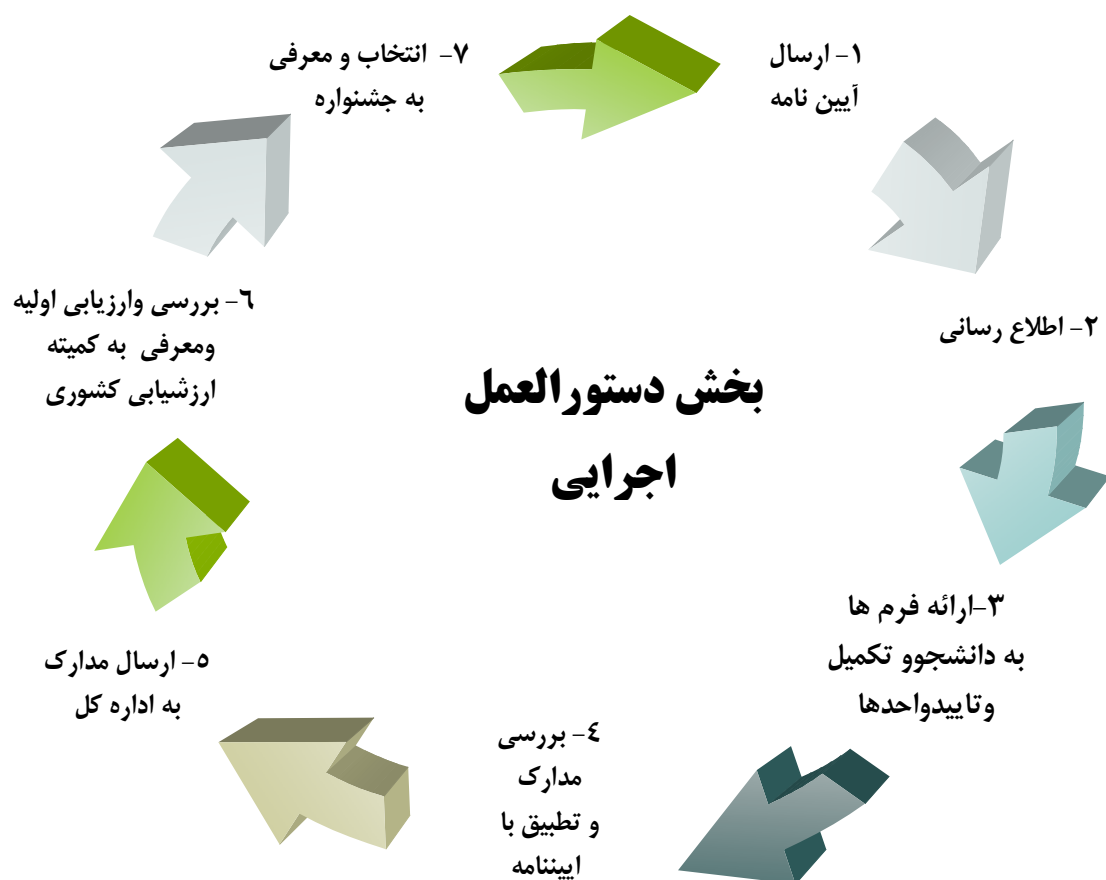 بخش دستورالعمل
اجرایی
۱- ارسال
آیین نامه
۲- اطلاع رسانی
۳-ارائه فرم ها
به دانشجوو تکمیل
وتاییدواحدها
٤- بررسی
مدارک
و تطبیق با
اییننامه
٥- ارسال مدارک
به اداره کل
٦- بررسی وارزیابی اولیه
ومعرفی به کمیته
ارزشیابی کشوری
۷- انتخاب و معرفی
به جشنواره